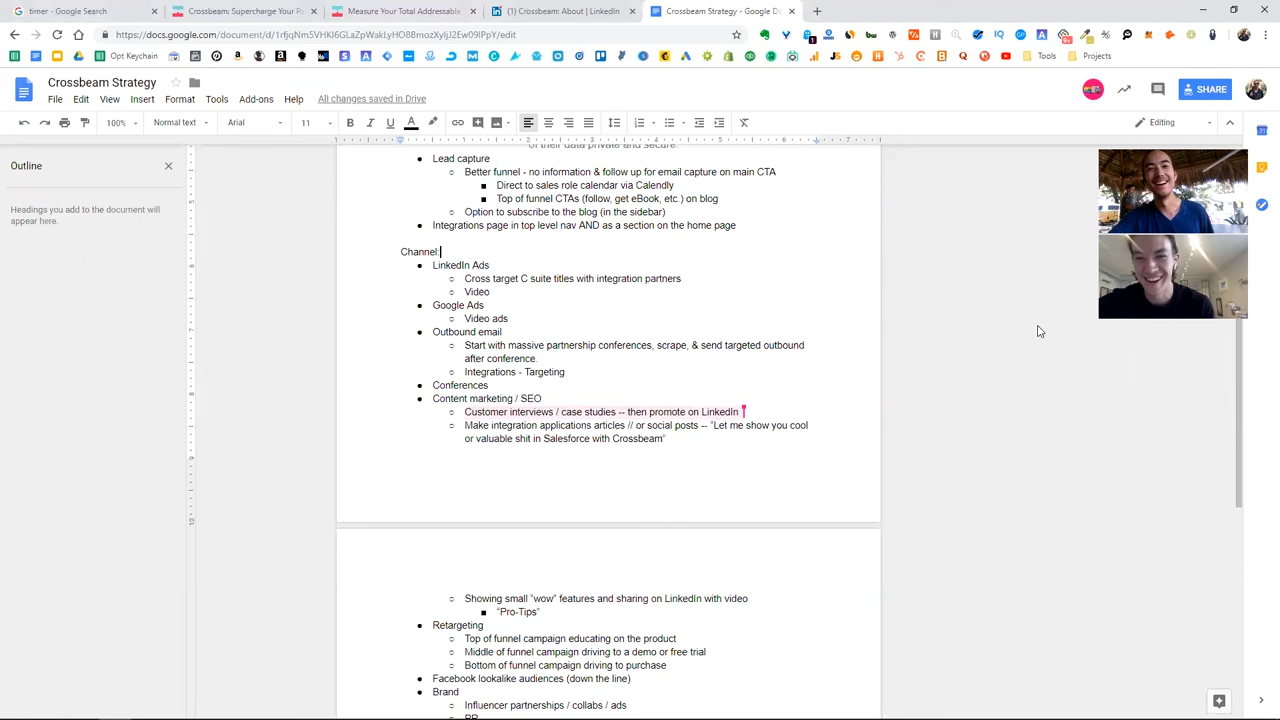 timer - Google Search
Crossbeam: Supercharge Your Pa
Measure Your Total Addressable
(1) Crossbeam: About | LinkedIn
Crossbeam Strategy - Google Do
Opt Keychain
Tools
Projects
Crossbeam Strategy
File Edit View Insert Format Tools Add-ons Help All changes saved in Drive
SHARE
100% Normal text Arial 11 B I U A
Editing
Outline
Headings you add to the document will
appear here.
of their data private and secure.
● Lead capture
○ Better funnel - no information & follow up for email capture on main CTA
■ Direct to sales role calendar via Calendly
■ Top of funnel CTAs (follow, get eBook, etc.) on blog
○ Option to subscribe to the blog (in the sidebar)
● Integrations page in top level nav AND as a section on the home page
Channel:
● LinkedIn Ads
○ Cross target C suite titles with integration partners
○ Video
● Google Ads
○ Video ads
● Outbound email
○ Start with massive partnership conferences, scrape, & send targeted outbound
after conference.
○ Integrations - Targeting
● Conferences
● Content marketing / SEO
○ Customer interviews / case studies -- then promote on LinkedIn
○ Make integration applications articles // or social posts -- “Let me show you cool
or valuable shit in Salesforce with Crossbeam”
○ Showing small “wow” features and sharing on LinkedIn with video
■ “Pro-Tips”
● Retargeting
○ Top of funnel campaign educating on the product
○ Middle of funnel campaign driving to a demo or free trial
○ Bottom of funnel campaign driving to purchase
● Facebook lookalike audiences (down the line)
● Brand
○ Influencer partnerships / collabs / ads
○ PR